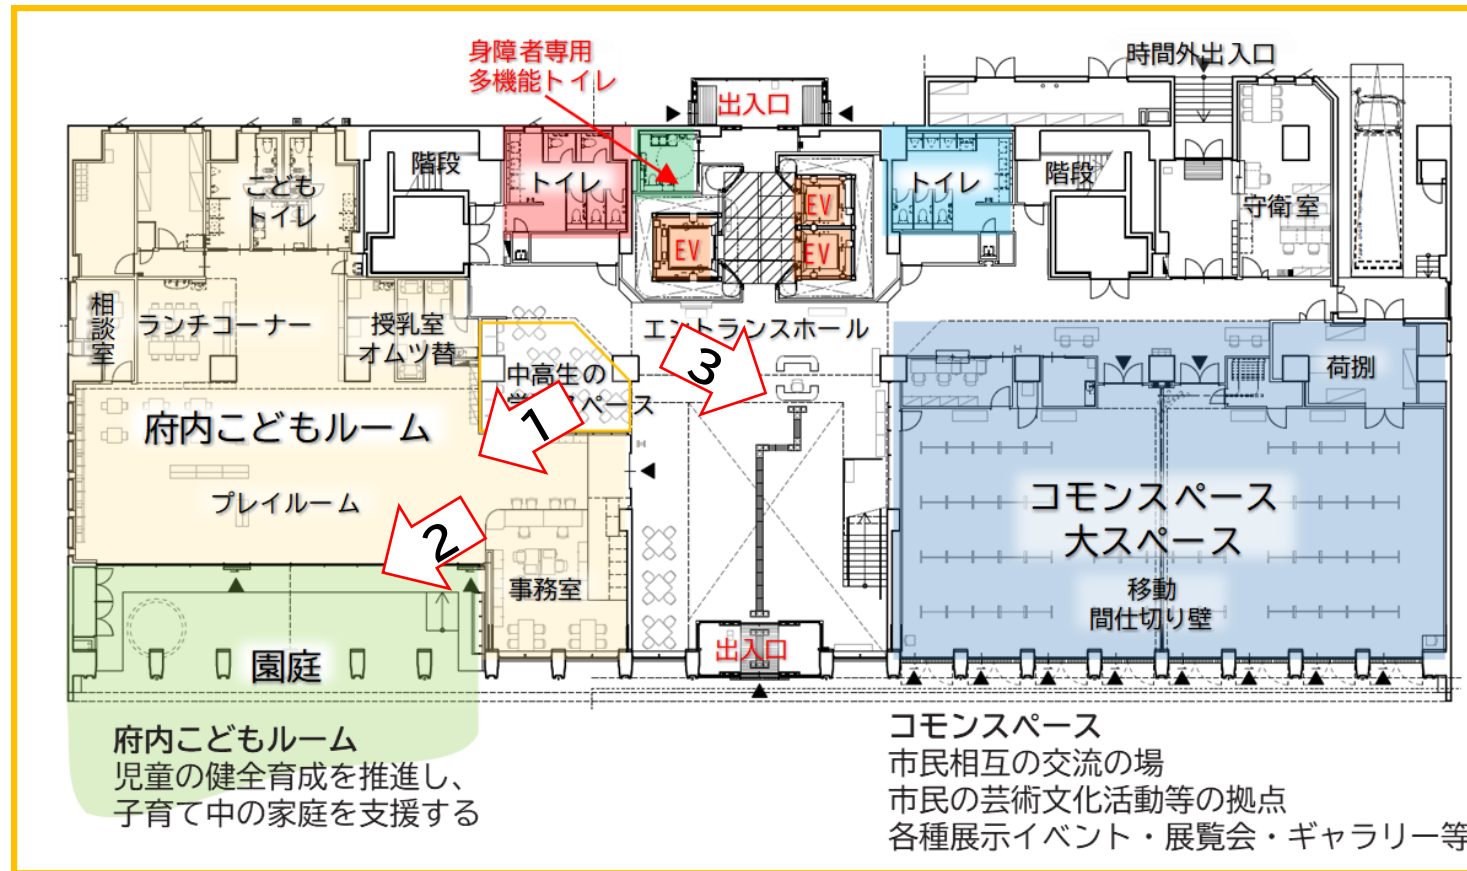 身障者専用
多機能トイレ
出入口
時間外出入口
こども
トイレ
階段
トイレ
EV
EV
EV
トイレ
階段
守衛室
相談室
ランチコーナー
授乳室
オムツ替
エントランスホール
3
中高生の
スペース
1
荷捌
府内こどもルーム
プレイルーム
2
事務室
コモンスペース
大スペース
移動
間仕切り壁
出入口
園庭
府内こどもルーム
児童の健全育成を推進し、
子育て中の家庭を支援する
コモンスペース
市民相互の交流の場
市民の芸術文化活動等の拠点
各種展示イベント・展覧会・ギャラリー等